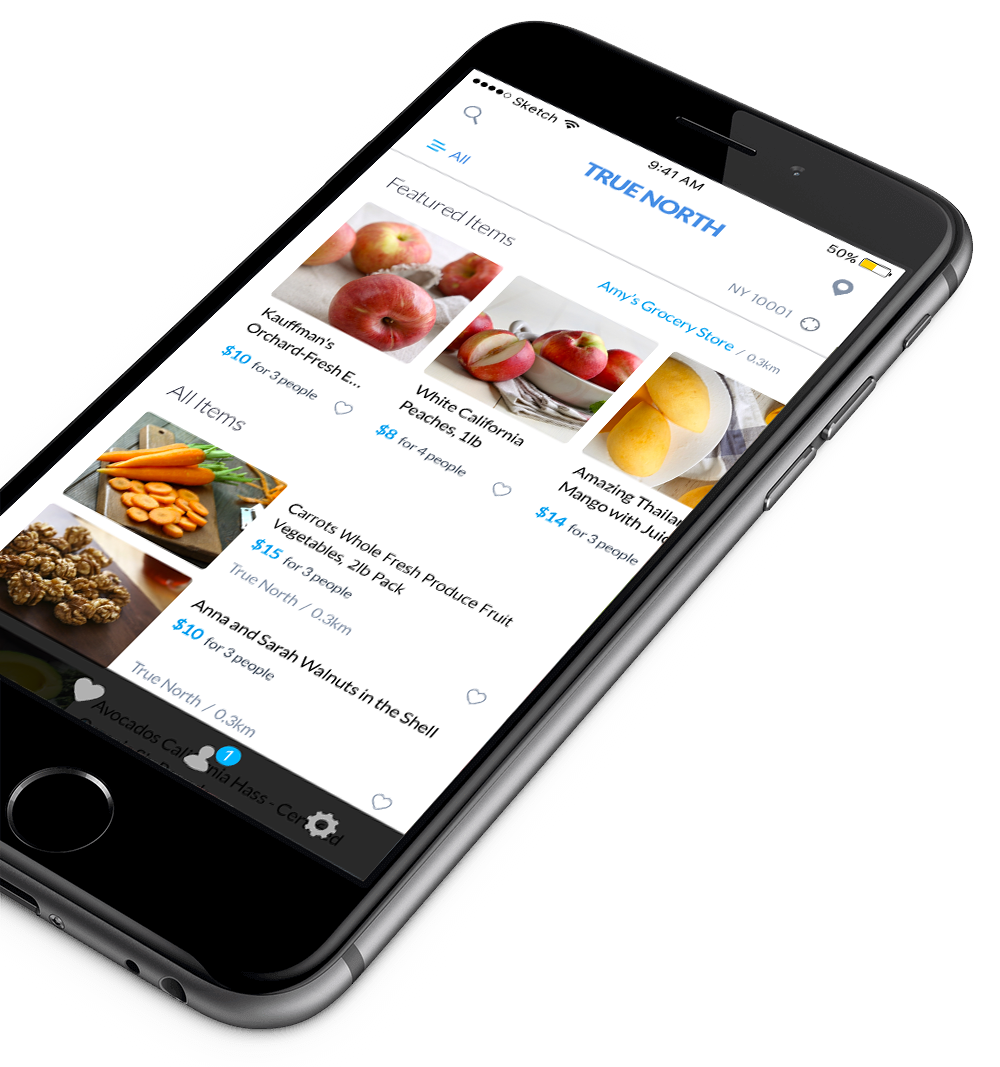 Sketch
9:41 AM
50%
TRUE NORTH
All
NY 10001
Featured Items
Amy's Grocery Store / 0.3km
Kauffman's
Orchard-Fresh E...
$10 for 3 people
White California
Peaches, 1lb
$8 for 4 people
Amazing Thailan
Mango with Juic
$14 for 3 people
All Items
Carrots Whole Fresh Produce Fruit
Vegetables, 2lb Pack
$15 for 3 people
True North / 0.3km
Anna and Sarah Walnuts in the Shell
$10 for 3 people
True North / 0.3km
Avocados California Hass - Certified
1